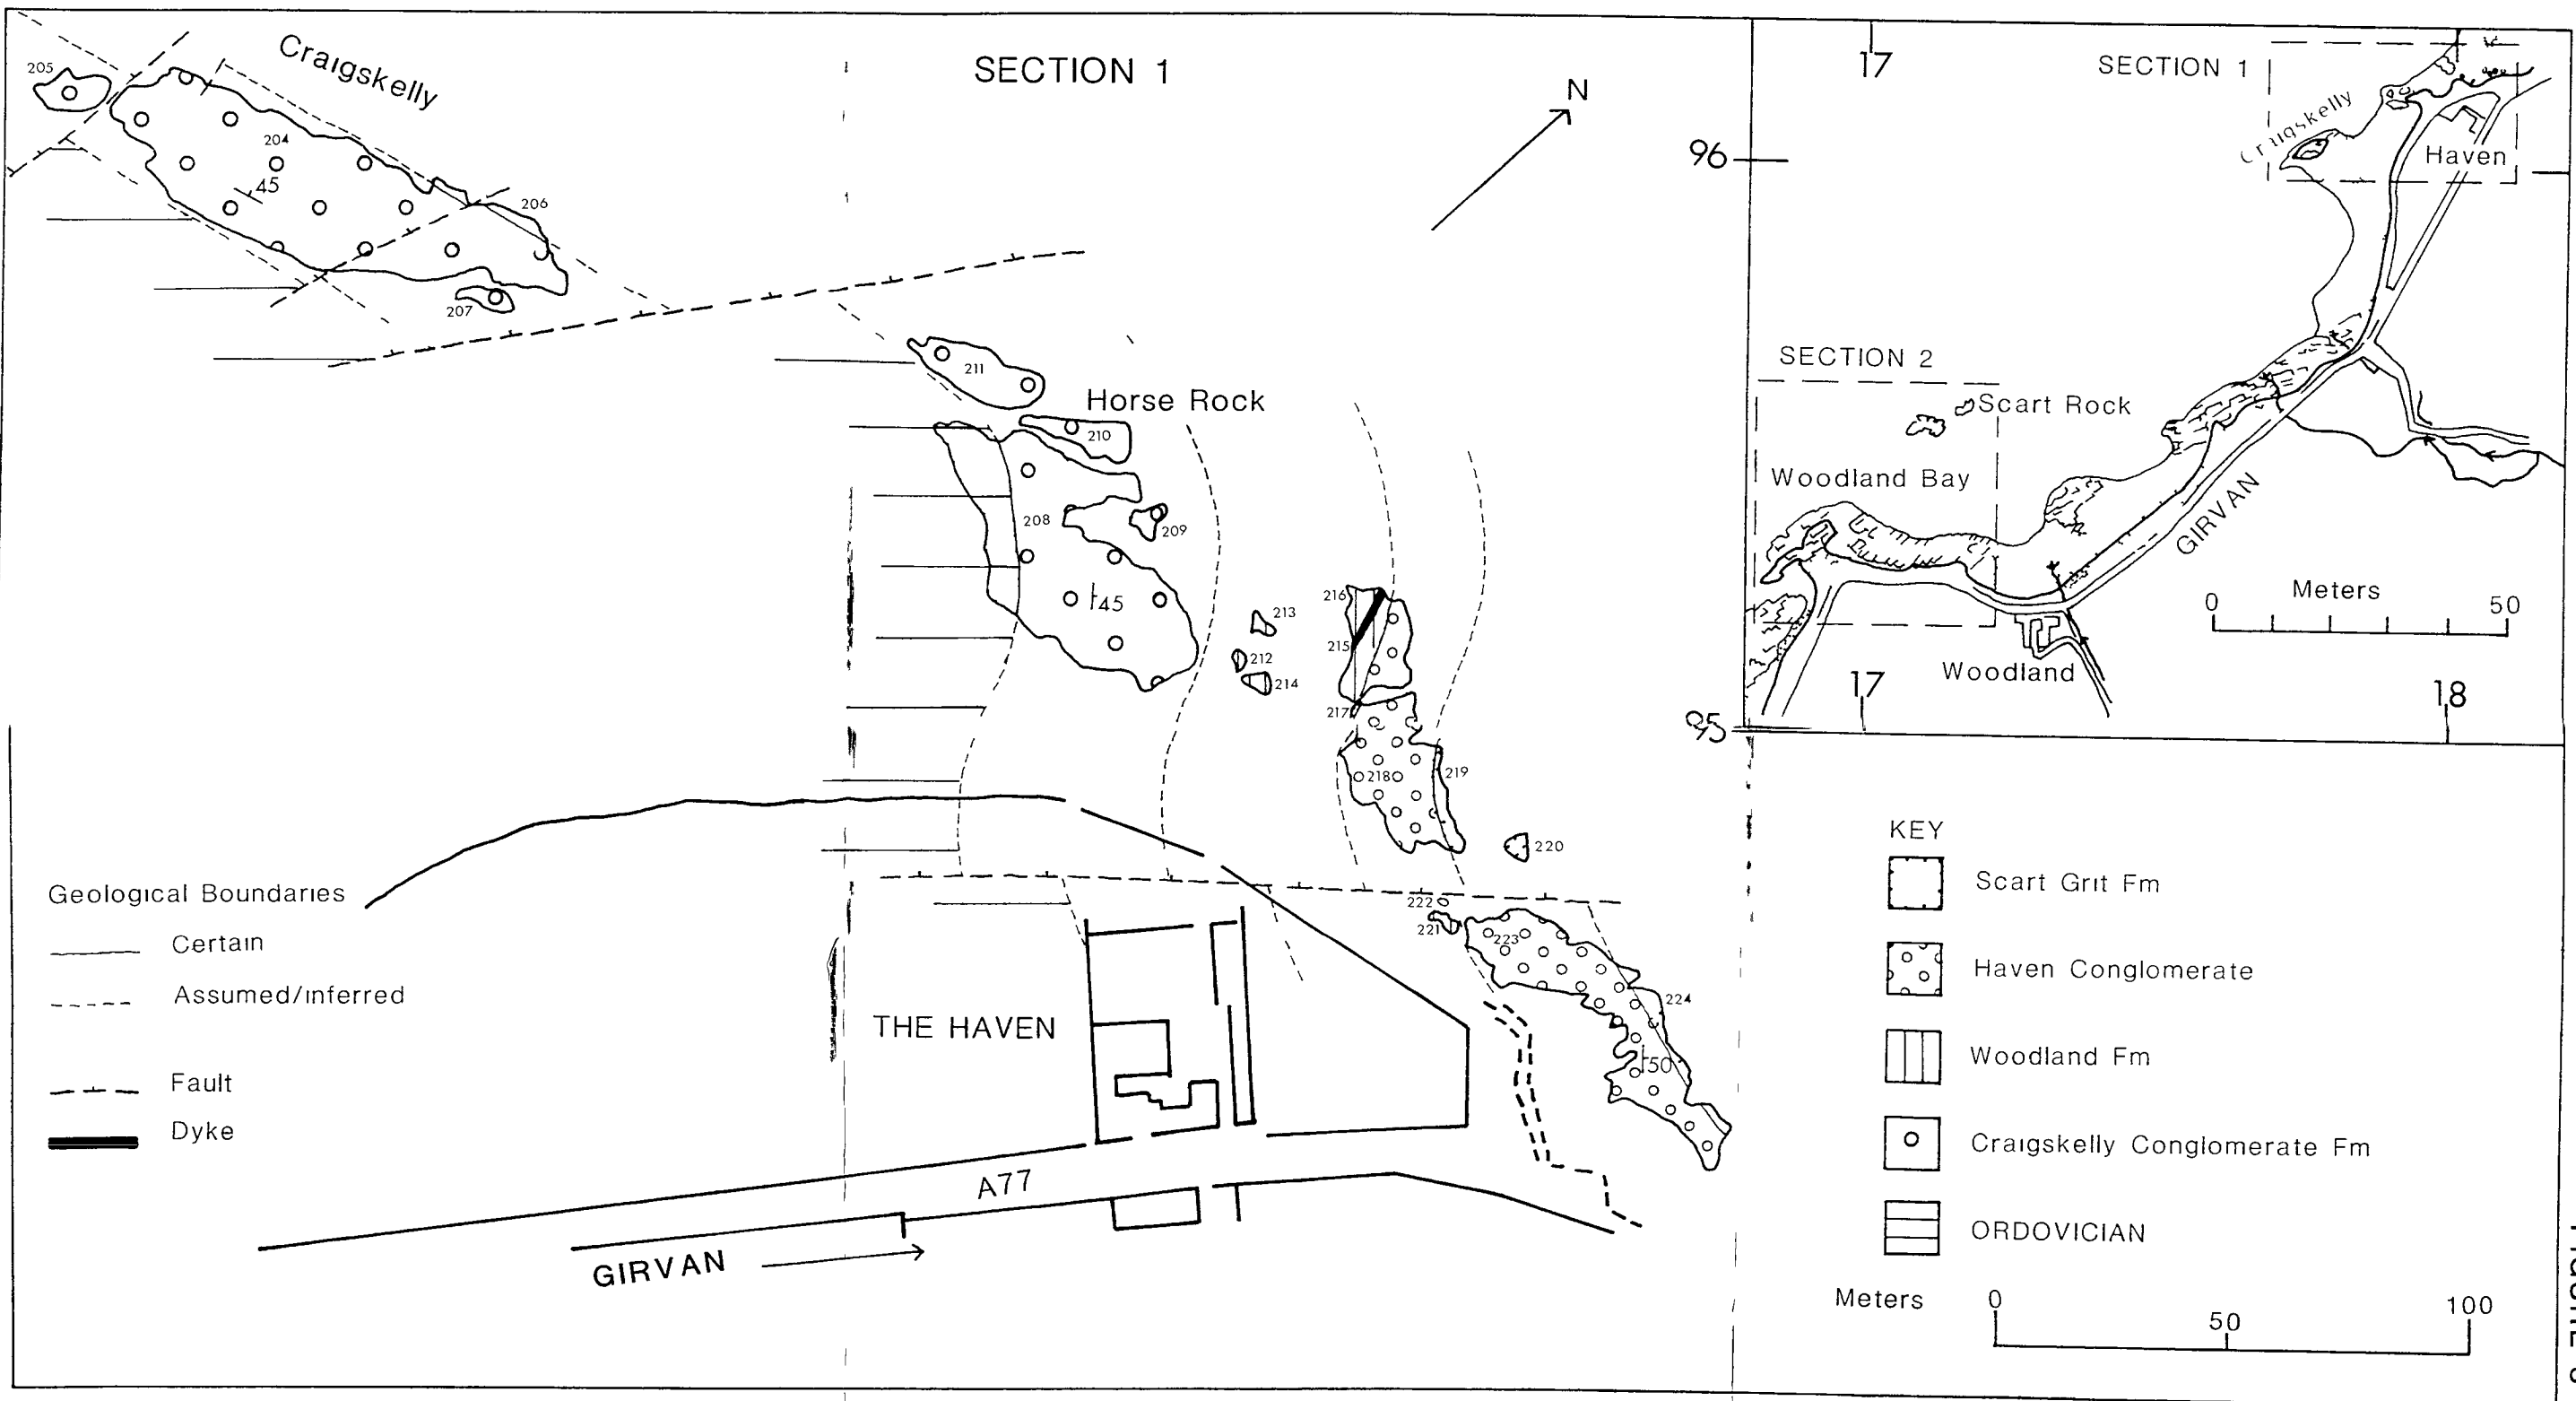 SECTION 1
Craigskelly
205
204
45
206
207
N
211
Horse Rock
210
208
209
45
213
212
214
216
215
217
218
219
220
222
221
223
224
50
THE HAVEN
A77
GIRVAN
Geological Boundaries
Certain
Assumed/inferred
Fault
Dyke
17
SECTION 1
Craigskelly
96
Haven
SECTION 2
Scart Rock
Woodland Bay
GIRVAN
Meters
0 50
Woodland
17
18
95
KEY
Scart Grit Fm
Haven Conglomerate
Woodland Fm
Craigskelly Conglomerate Fm
ORDOVICIAN
Meters 0 50 100